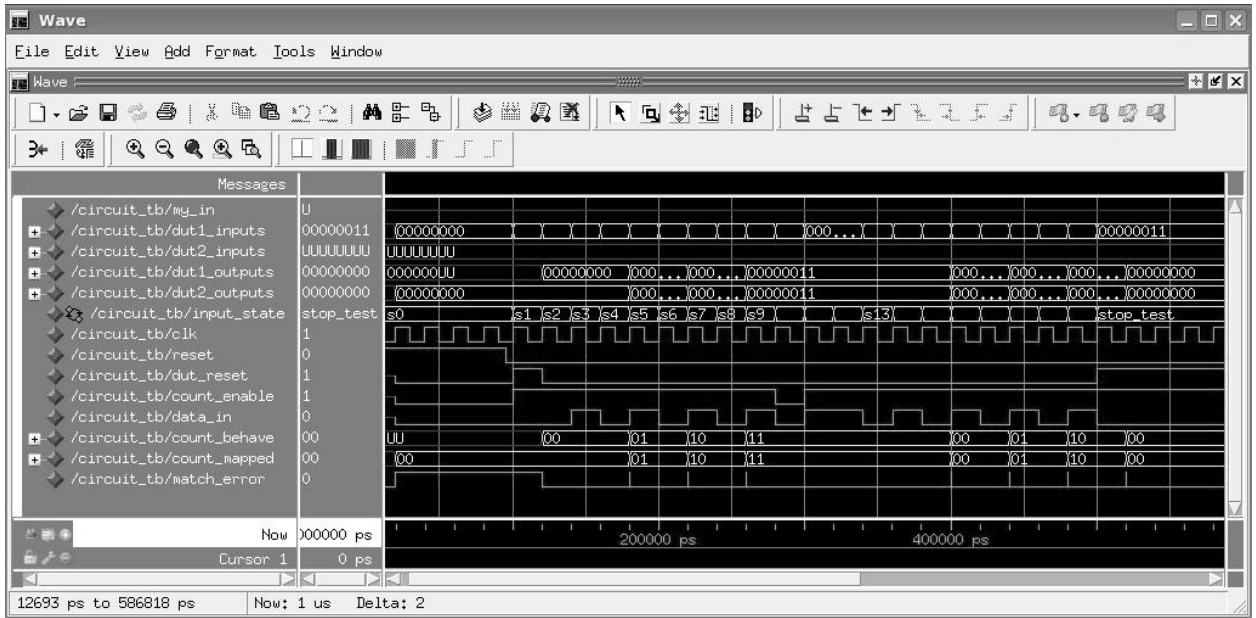 Wave
File Edit View Add Format Tools Window
Wave
Messages
/circuit_tb/my_in U
/circuit_tb/dut1_inputs 00000011 00000000 000... 00000011
/circuit_tb/dut2_inputs UUUUUUUU UUUUUUUU
/circuit_tb/dut1_outputs 00000000 000000UU 00000000 000... 000... 00000011 000... 000... 000... 00000000
/circuit_tb/dut2_outputs 00000000 00000000 000... 000... 00000011 000... 000... 000... 00000000
/circuit_tb/input_state stop_test s0 s1 s2 s3 s4 s5 s6 s7 s8 s9 s13 stop_test
/circuit_tb/clk 1
/circuit_tb/reset 0
/circuit_tb/dut_reset 1
/circuit_tb/count_enable 1
/circuit_tb/data_in 0
/circuit_tb/count_behave 00 UU 00 01 10 11 00 01 10 00
/circuit_tb/count_mapped 00 00 01 10 11 00 01 10 00
/circuit_tb/match_error 0
Now 000000 ps 200000 ps 400000 ps
Cursor 1 0 ps
12693 ps to 586818 ps Now: 1 us Delta: 2